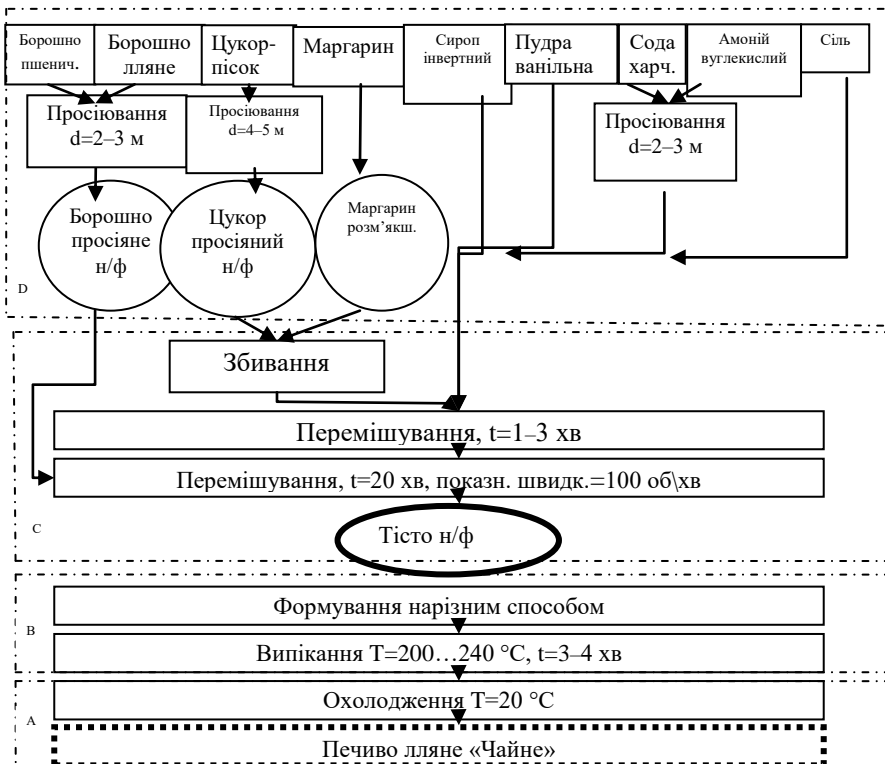 Борошно
пшенич.
Борошно
лляне
Цукор-
пісок
Маргарин
Сироп
інвертний
Пудра
ванільна
Сода
харч.
Амоній
вуглекислий
Сіль
Просіювання
d=2–3 м
Просіювання
d=4–5 м
Просіювання
d=2–3 м
Борошно
просіяне
н/ф
Цукор
просіяний
н/ф
Маргарин
розм’якш.
D
Збивання
Перемішування, t=1–3 хв
Перемішування, t=20 хв, показн. швидк.=100 об\хв
C
Тісто н/ф
Формування нарізним способом
B
Випікання Т=200…240 °С, t=3–4 хв
Охолодження Т=20 °С
A
Печиво лляне «Чайне»